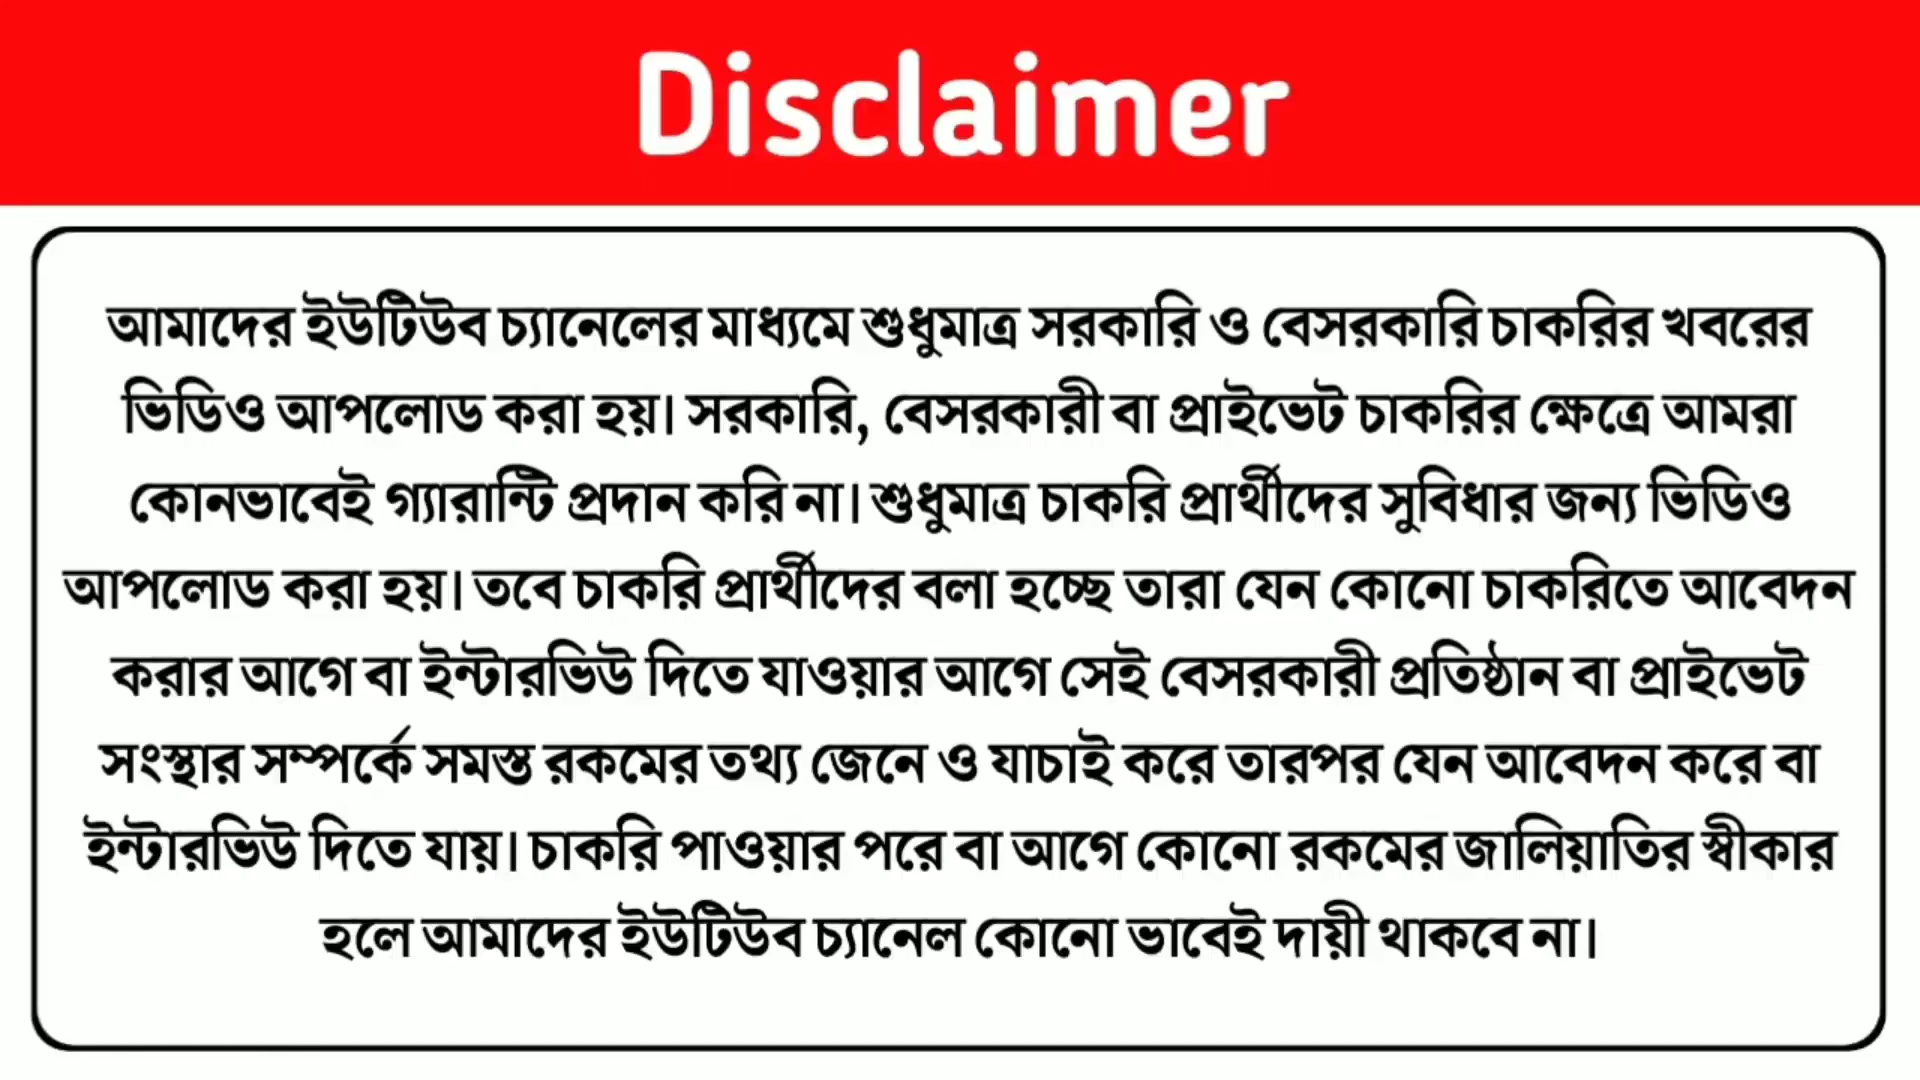 Disclaimer
আমাদের ইউটিউব চ্যানেলের মাধ্যমে শুধুমাত্র সরকারি ও বেসরকারি চাকরির খবরের
ভিডিও আপলোড করা হয়। সরকারি, বেসরকারী বা প্রাইভেট চাকরির ক্ষেত্রে আমরা
কোনভাবেই গ্যারান্টি প্রদান করি না। শুধুমাত্র চাকরি প্রার্থীদের সুবিধার জন্য ভিডিও
আপলোড করা হয়। তবে চাকরি প্রার্থীদের বলা হচ্ছে তারা যেন কোনো চাকরিতে আবেদন
করার আগে বা ইন্টারভিউ দিতে যাওয়ার আগে সেই বেসরকারী প্রতিষ্ঠান বা প্রাইভেট
সংস্থার সম্পর্কে সমস্ত রকমের তথ্য জেনে ও যাচাই করে তারপর যেন আবেদন করে বা
ইন্টারভিউ দিতে যায়। চাকরি পাওয়ার পরে বা আগে কোনো রকমের জালিয়াতির স্বীকার
হলে আমাদের ইউটিউব চ্যানেল কোনো ভাবেই দায়ী থাকবে না।